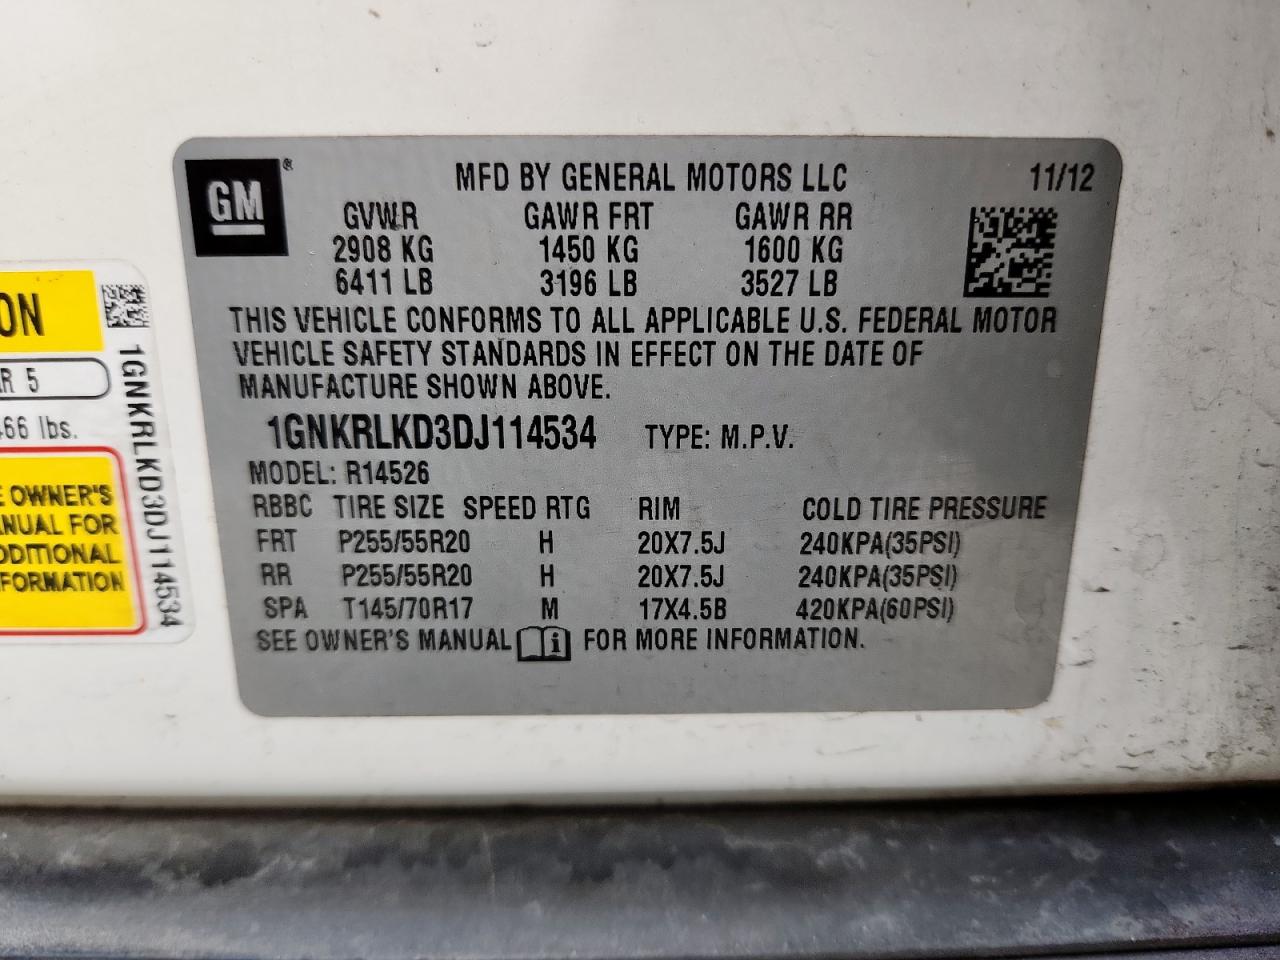 GM®
MFD BY GENERAL MOTORS LLC 11/12
GVWR GAWR FRT GAWR RR
2908 KG 1450 KG 1600 KG
6411 LB 3196 LB 3527 LB
THIS VEHICLE CONFORMS TO ALL APPLICABLE U.S. FEDERAL MOTOR
VEHICLE SAFETY STANDARDS IN EFFECT ON THE DATE OF
MANUFACTURE SHOWN ABOVE.
1GNKRLKD3DJ114534 TYPE: M.P.V.
MODEL: R14526
RBBC TIRE SIZE SPEED RTG RIM COLD TIRE PRESSURE
FRT P255/55R20 H 20X7.5J 240KPA(35PSI)
RR P255/55R20 H 20X7.5J 240KPA(35PSI)
SPA T145/70R17 M 17X4.5B 420KPA(60PSI)
SEE OWNER'S MANUAL i FOR MORE INFORMATION.
ON
R 5
66 lbs.
E OWNER'S
ANUAL FOR
DDITIONAL
FORMATION
1GNKRLKD3DJ114534